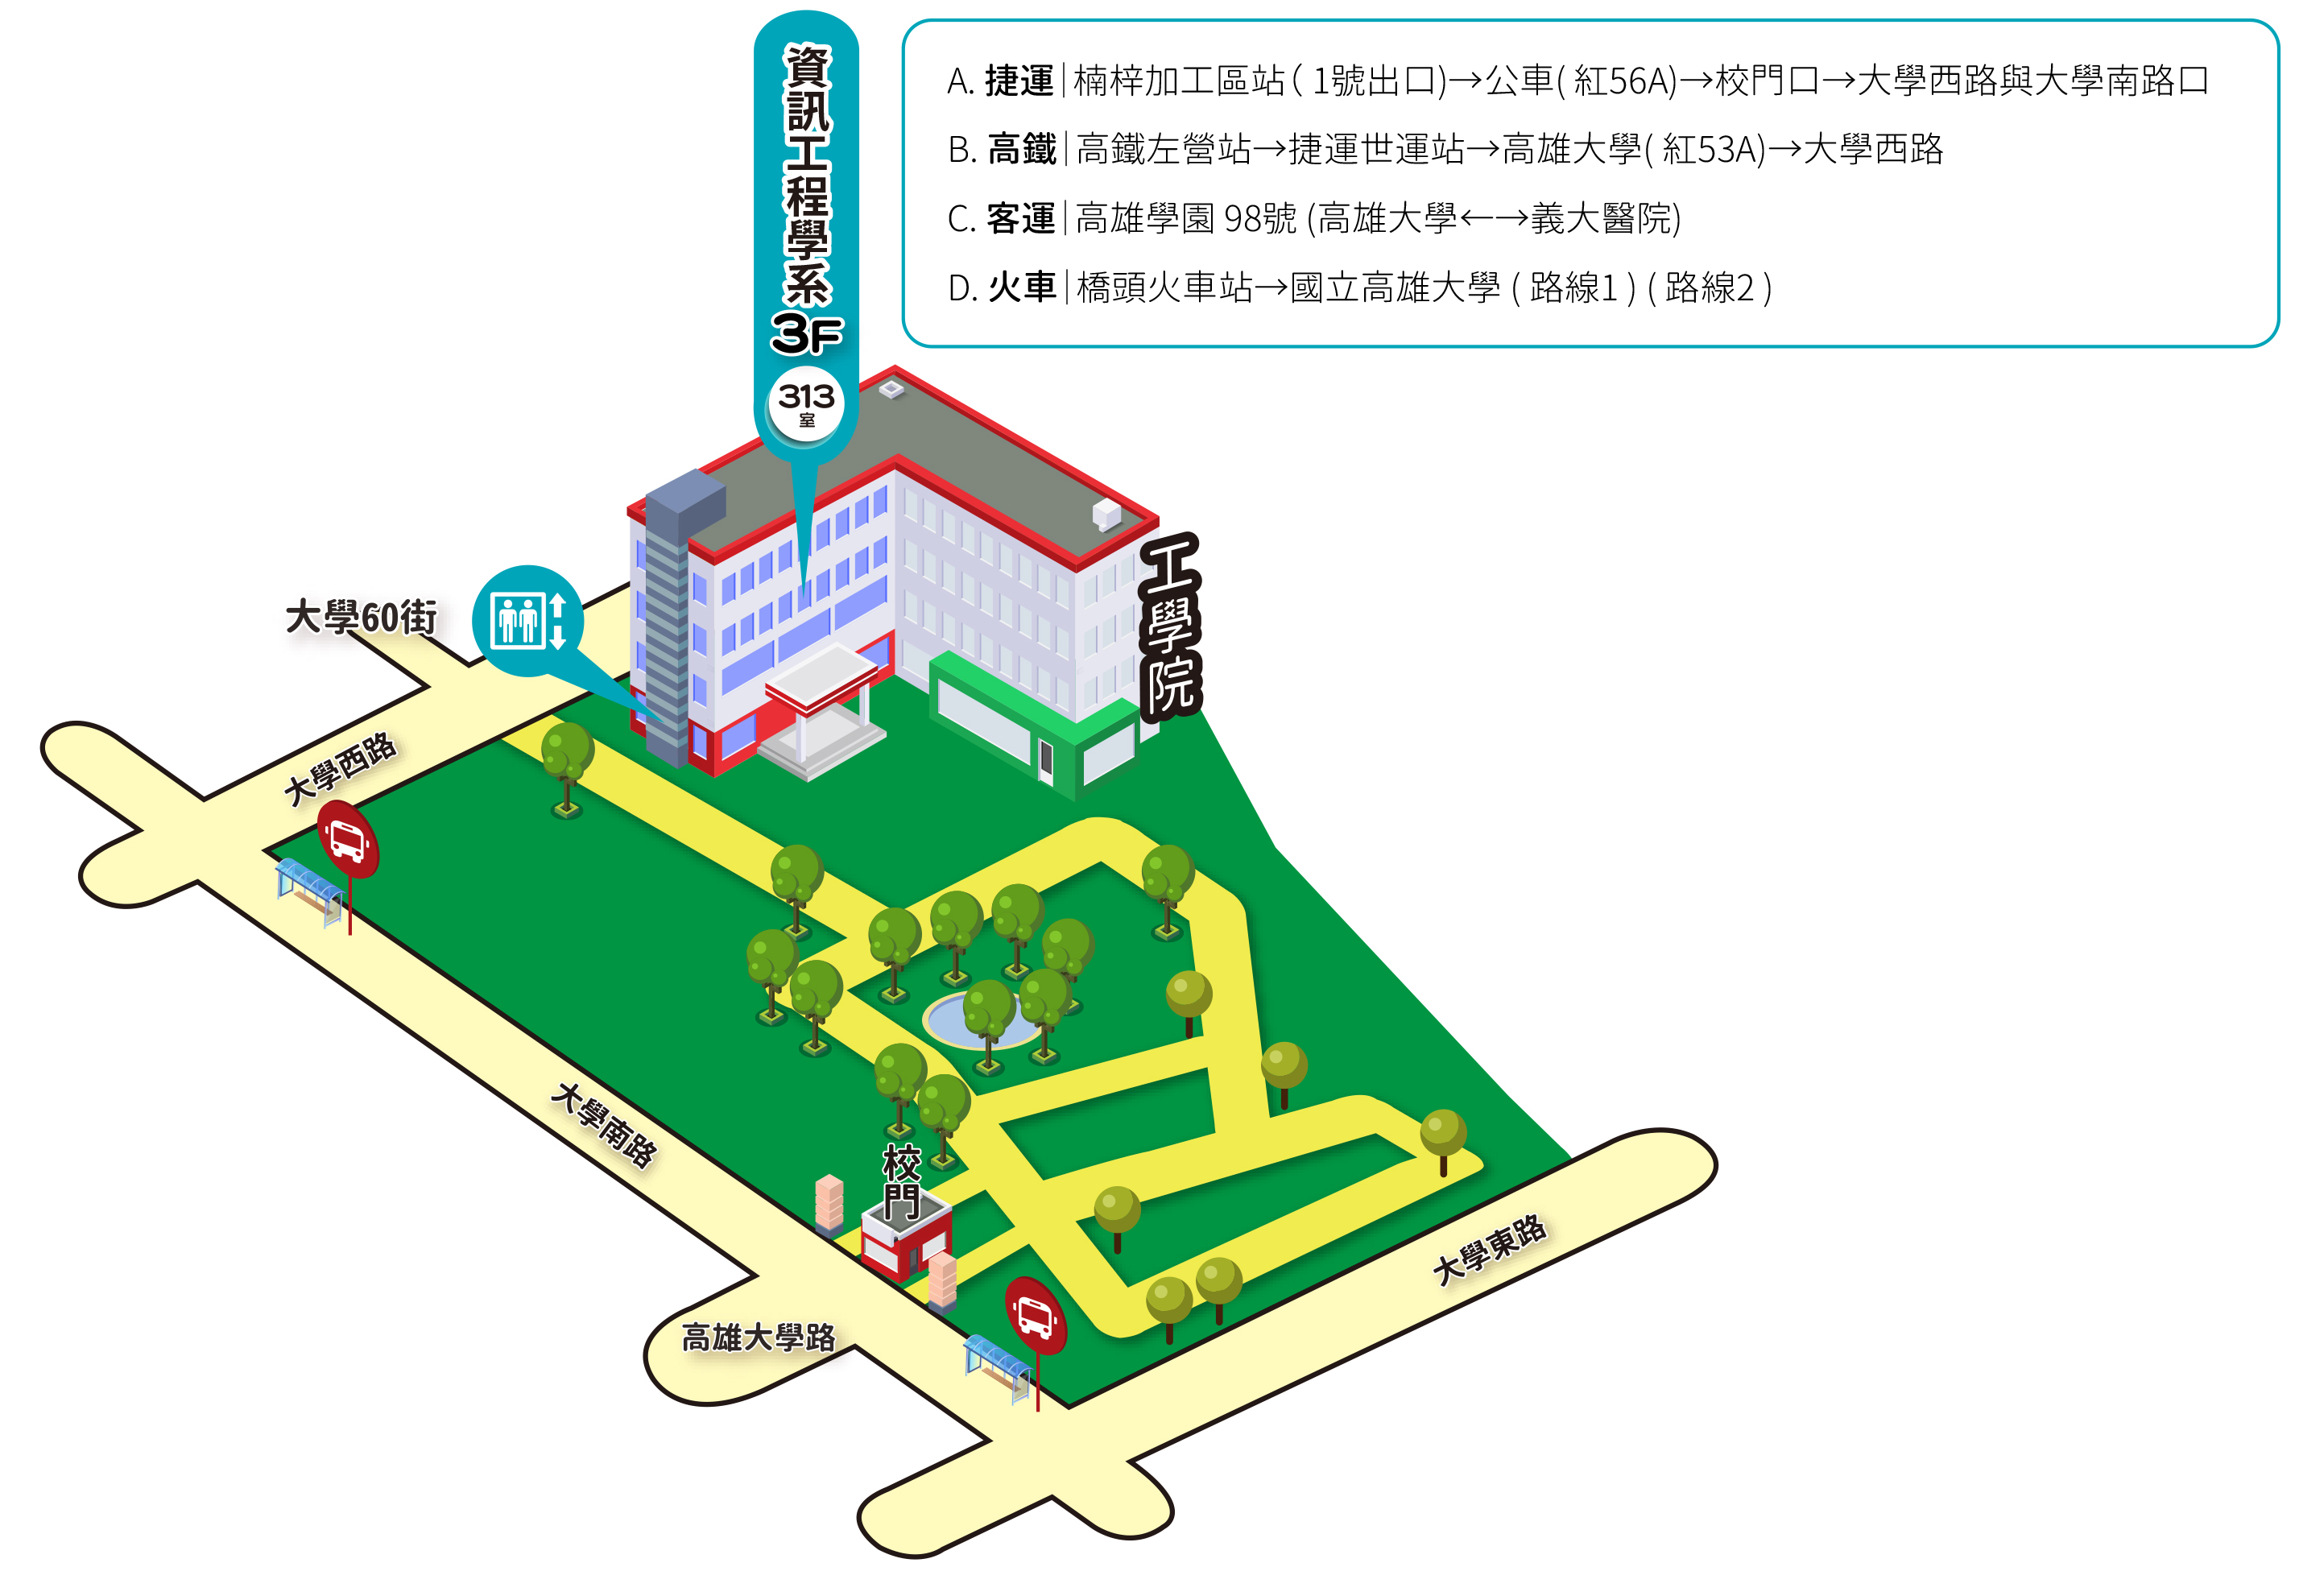 資訊工程學系
3F
313
室
A. 捷運|楠梓加工區站( 1號出口)→公車( 紅56A)→校門口→大學西路與大學南路口
B. 高鐵|高鐵左營站→捷運世運站→高雄大學( 紅53A)→大學西路
C. 客運|高雄學園 98號 (高雄大學←→義大醫院)
D. 火車|橋頭火車站→國立高雄大學 ( 路線1 ) ( 路線2 )
工學院
大學60街
大學西路
大學南路
校門
高雄大學路
大學東路